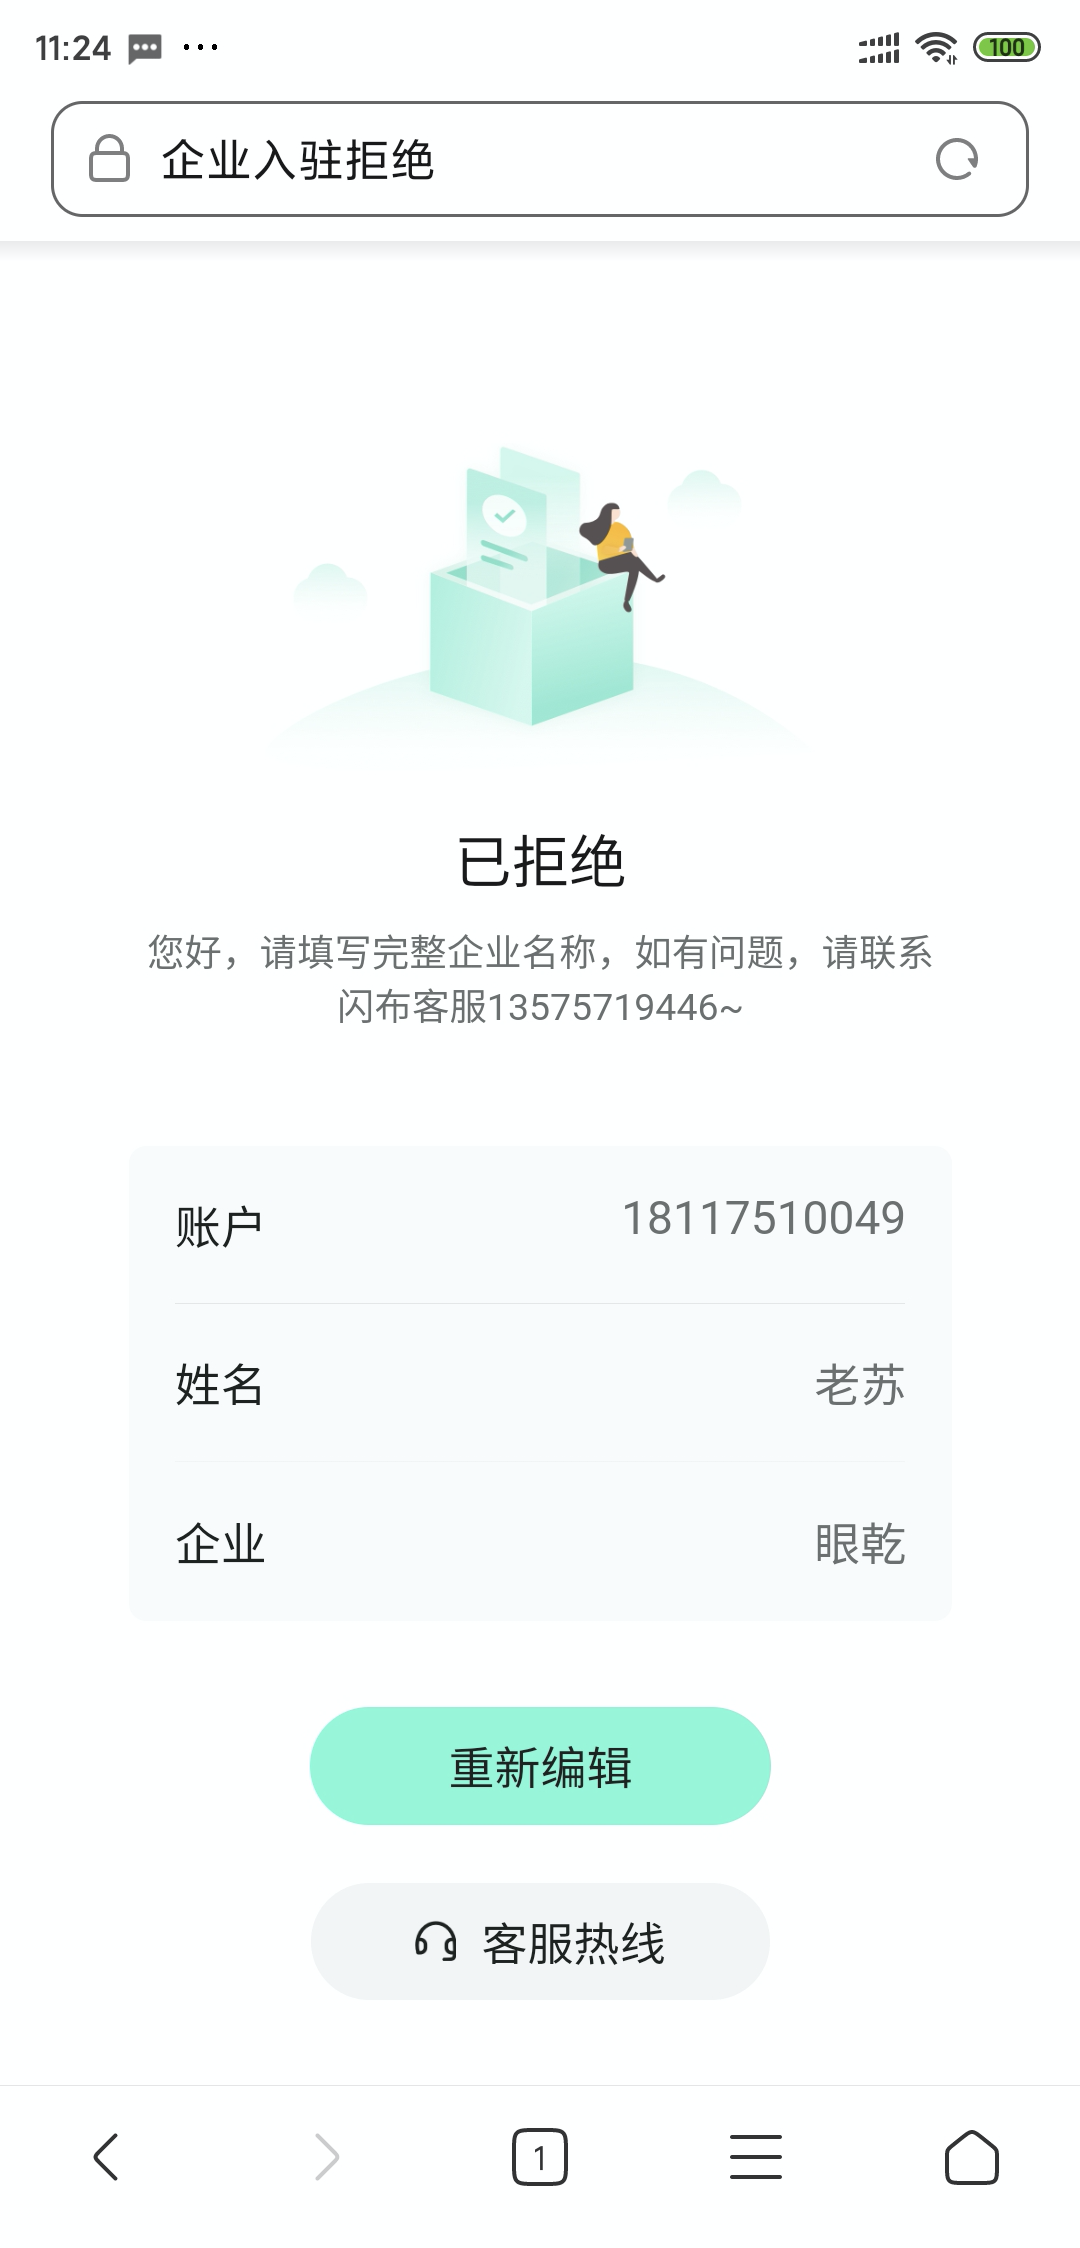 11:24
100
企业入驻拒绝
已拒绝
您好，请填写完整企业名称，如有问题，请联系
闪布客服13575719446~
账户 18117510049
姓名 老苏
企业 眼乾
重新编辑
客服热线
1